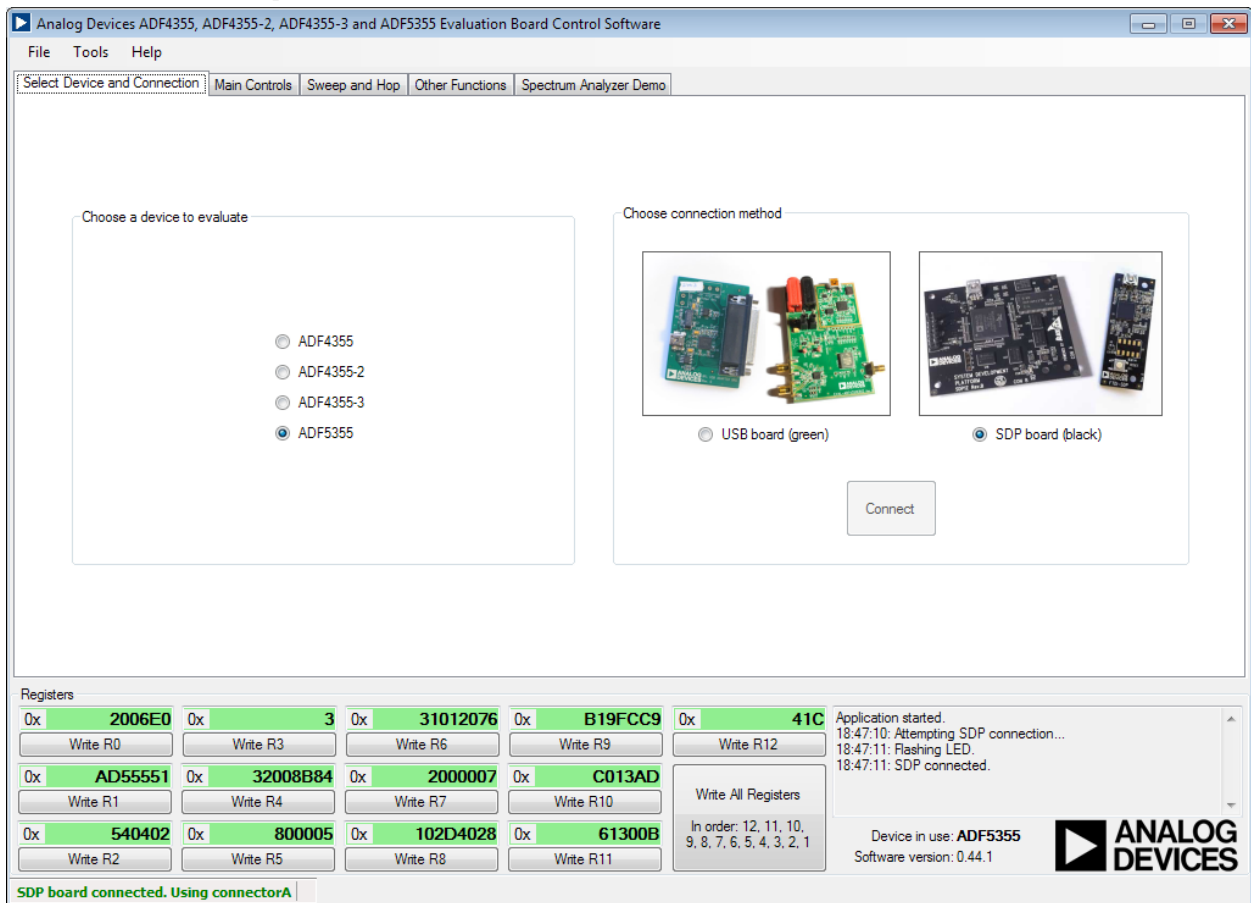 Analog Devices ADF4355, ADF4355-2, ADF4355-3 and ADF5355 Evaluation Board Control Software
File Tools Help
Select Device and Connection Main Controls Sweep and Hop Other Functions Spectrum Analyzer Demo
Choose a device to evaluate
ADF4355
ADF4355-2
ADF4355-3
ADF5355
Choose connection method
ANALOG DEVICES
SYSTEM DEVELOPMENT
PLATFORM
USB board (green)
SDP board (black)
Connect
Registers
0x 2006E0 0x 3 0x 31012076 0x B19FCC9 0x 41C
Write R0 Write R3 Write R6 Write R9 Write R12
0x AD55551 0x 32008B84 0x 2000007 0x C013AD
Write R1 Write R4 Write R7 Write R10
0x 540402 0x 800005 0x 102D4028 0x 61300B
Write R2 Write R5 Write R8 Write R11
Write All Registers
In order: 12, 11, 10,
9, 8, 7, 6, 5, 4, 3, 2, 1
Application started.
18:47:10: Attempting SDP connection...
18:47:11: Flashing LED.
18:47:11: SDP connected.
Device in use: ADF5355
Software version: 0.44.1
ANALOG
DEVICES
SDP board connected. Using connectorA